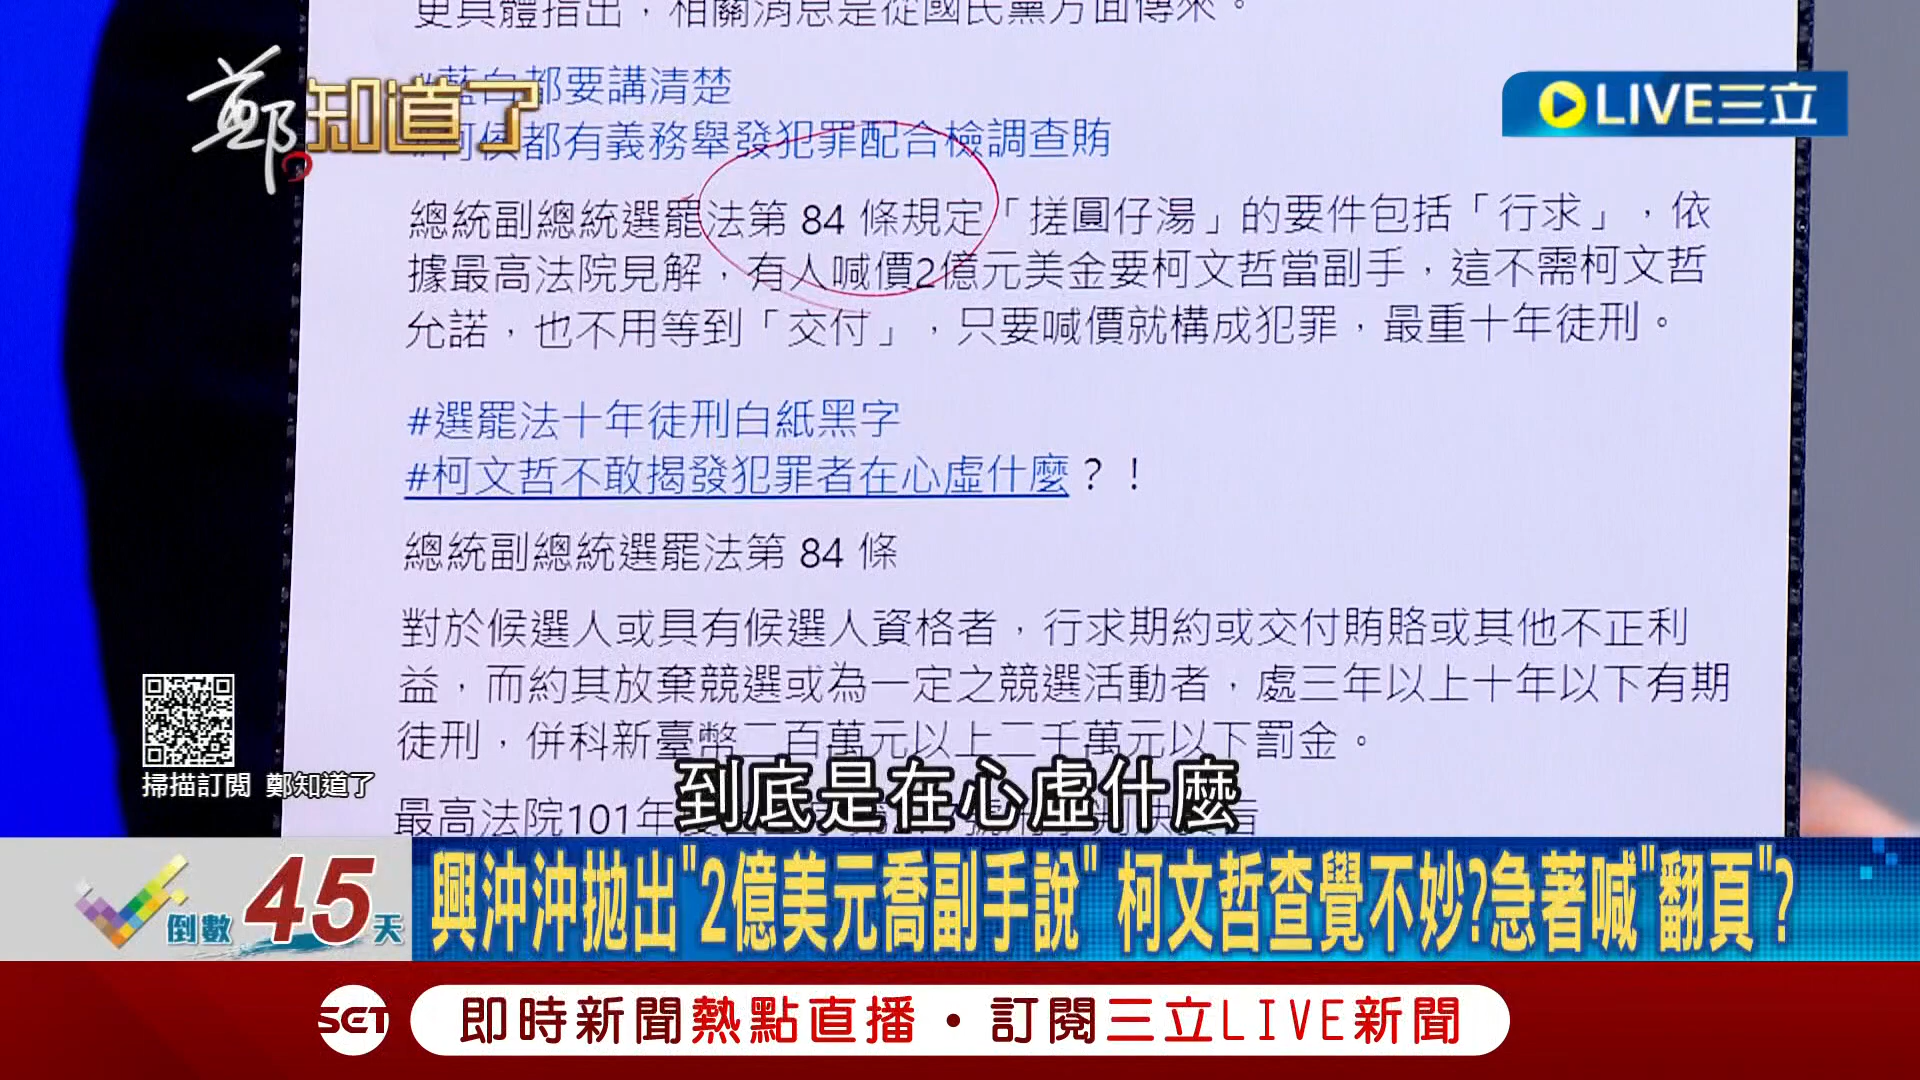 更具體指出，相關消息是從國民黨方面傳來。
鄭知道了
LIVE三立
都要講清楚
都有義務舉發犯罪配合檢調查賄
總統副總統選罷法第 84 條規定「搓圓仔湯」的要件包括「行求」，依
據最高法院見解，有人喊價2億元美金要柯文哲當副手，這不需柯文哲
允諾，也不用等到「交付」，只要喊價就構成犯罪，最重十年徒刑。
#選罷法十年徒刑白紙黑字
#柯文哲不敢揭發犯罪者在心虛什麼？！
總統副總統選罷法第 84 條
對於候選人或具有候選人資格者，行求期約或交付賄賂或其他不正利
益，而約其放棄競選或為一定之競選活動者，處三年以上十年以下有期
徒刑，併科新臺幣二百萬元以上二千萬元以下罰金。
掃描訂閱 鄭知道了
最高法院101年
到底是在心虛什麼
倒數45天
興沖沖拋出"2億美元喬副手說" 柯文哲查覺不妙?急著喊"翻頁"?
SET
即時新聞熱點直播・訂閱三立LIVE新聞